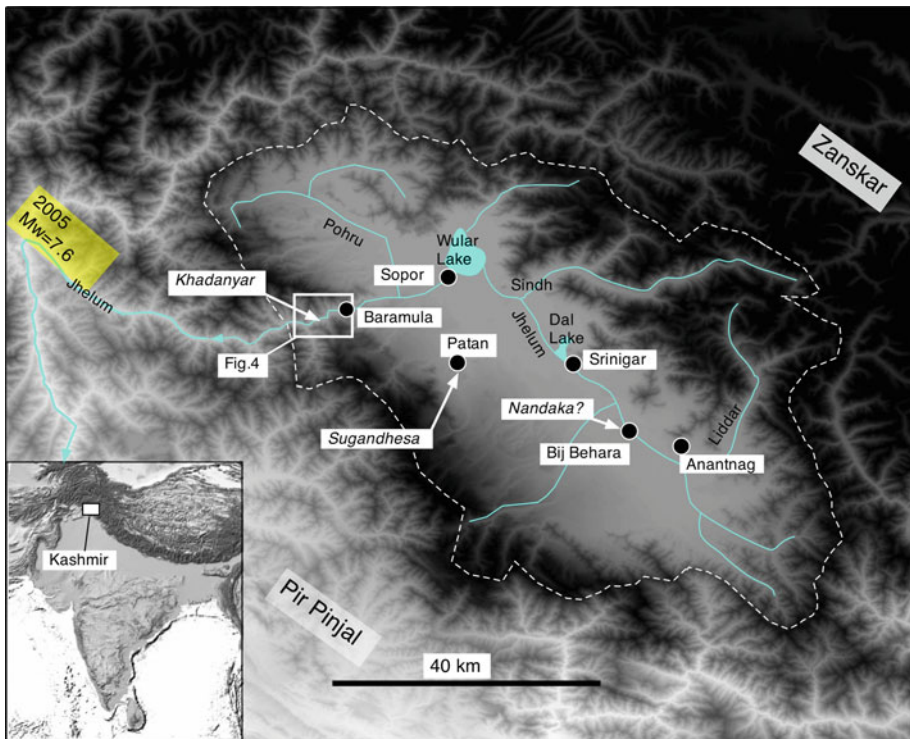 Zanskar
2005
Mw=7.6
Jhelum
Pohru
Wular
Lake
Khadanyar
Sopor
Sindh
Baramula
Jhelum
Dal
Lake
Fig.4
Patan
Srinigar
Liddar
Nandaka?
Sugandhesa
Bij Behara
Anantnag
Kashmir
Pir Pinjal
40 km